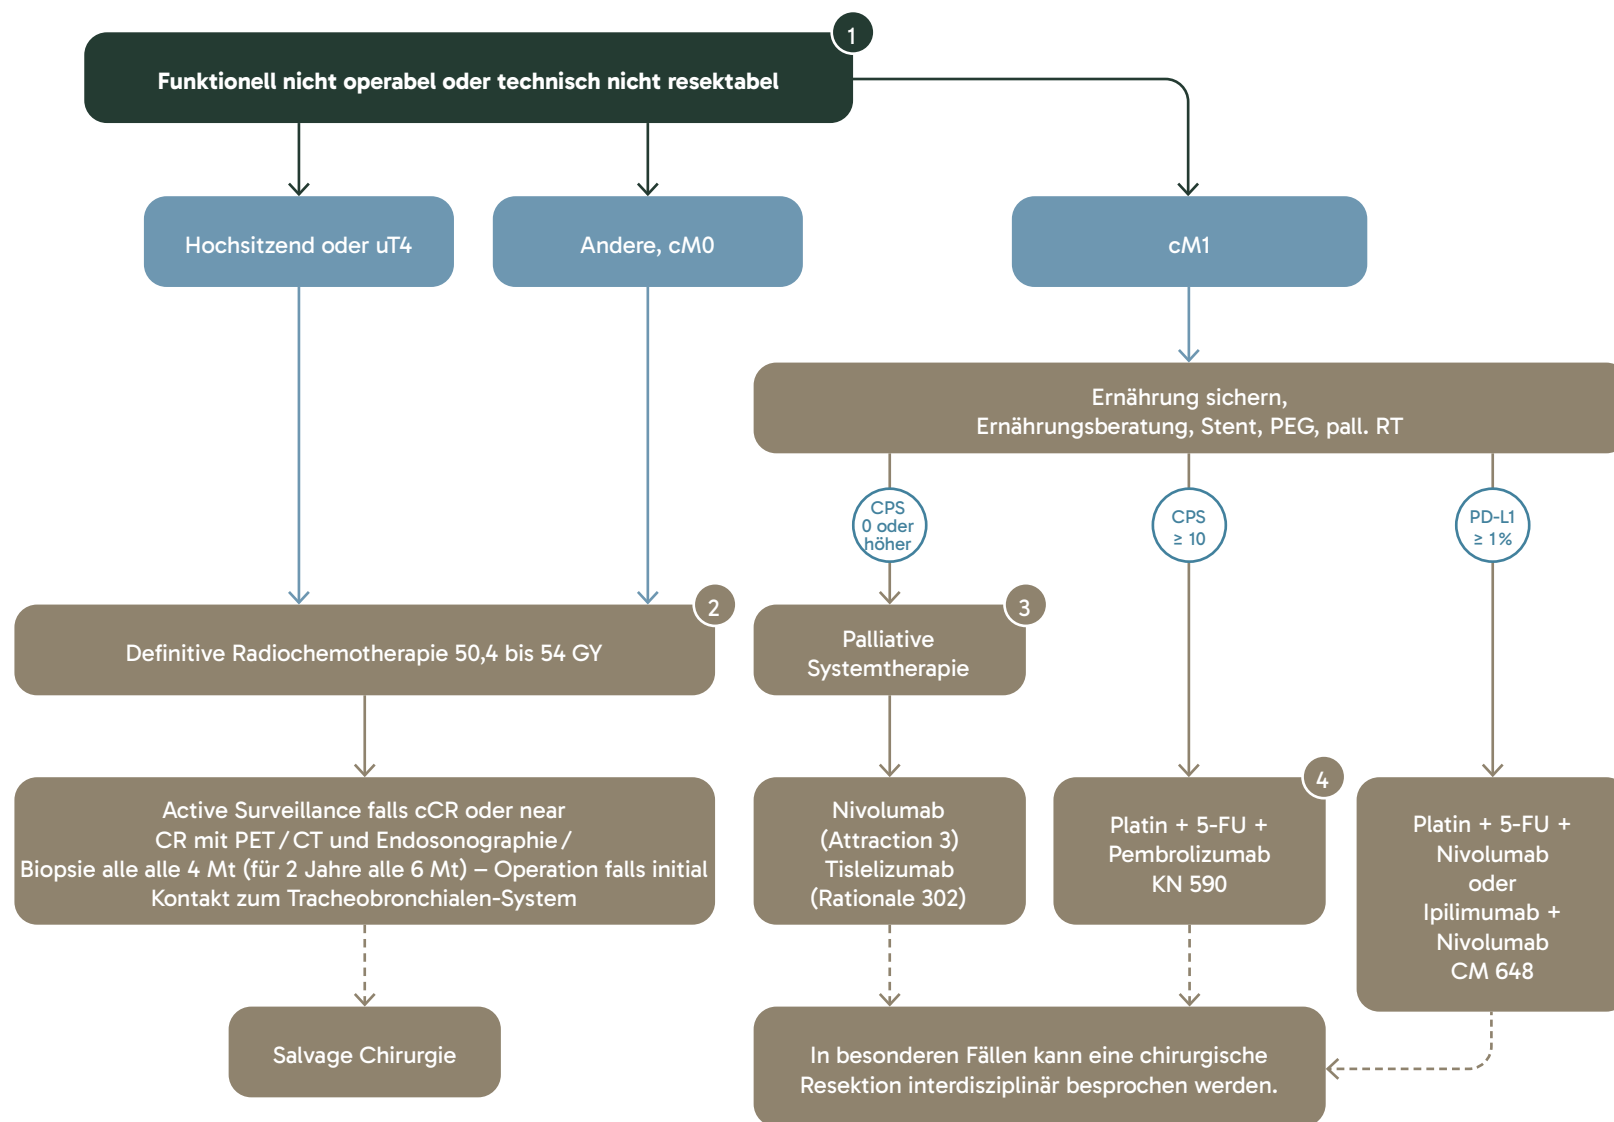 1
Funktionell nicht operabel oder technisch nicht resektabel
Hochsitzend oder uT4
Andere, cM0
cM1
Ernährung sichern,
Ernährungsberatung, Stent, PEG, pall. RT
CPS
0 oder
höher
CPS
≥ 10
PD-L1
≥ 1%
2
Definitive Radiochemotherapie 50,4 bis 54 GY
3
Palliative
Systemtherapie
Active Surveillance falls cCR oder near
CR mit PET / CT und Endosonographie /
Biopsie alle alle 4 Mt (für 2 Jahre alle 6 Mt) – Operation falls initial
Kontakt zum Tracheobronchialen-System
Nivolumab
(Attraction 3)
Tislelizumab
(Rationale 302)
4
Platin + 5-FU +
Pembrolizumab
KN 590
Platin + 5-FU +
Nivolumab
oder
Ipilimumab +
Nivolumab
CM 648
Salvage Chirurgie
In besonderen Fällen kann eine chirurgische
Resektion interdisziplinär besprochen werden.